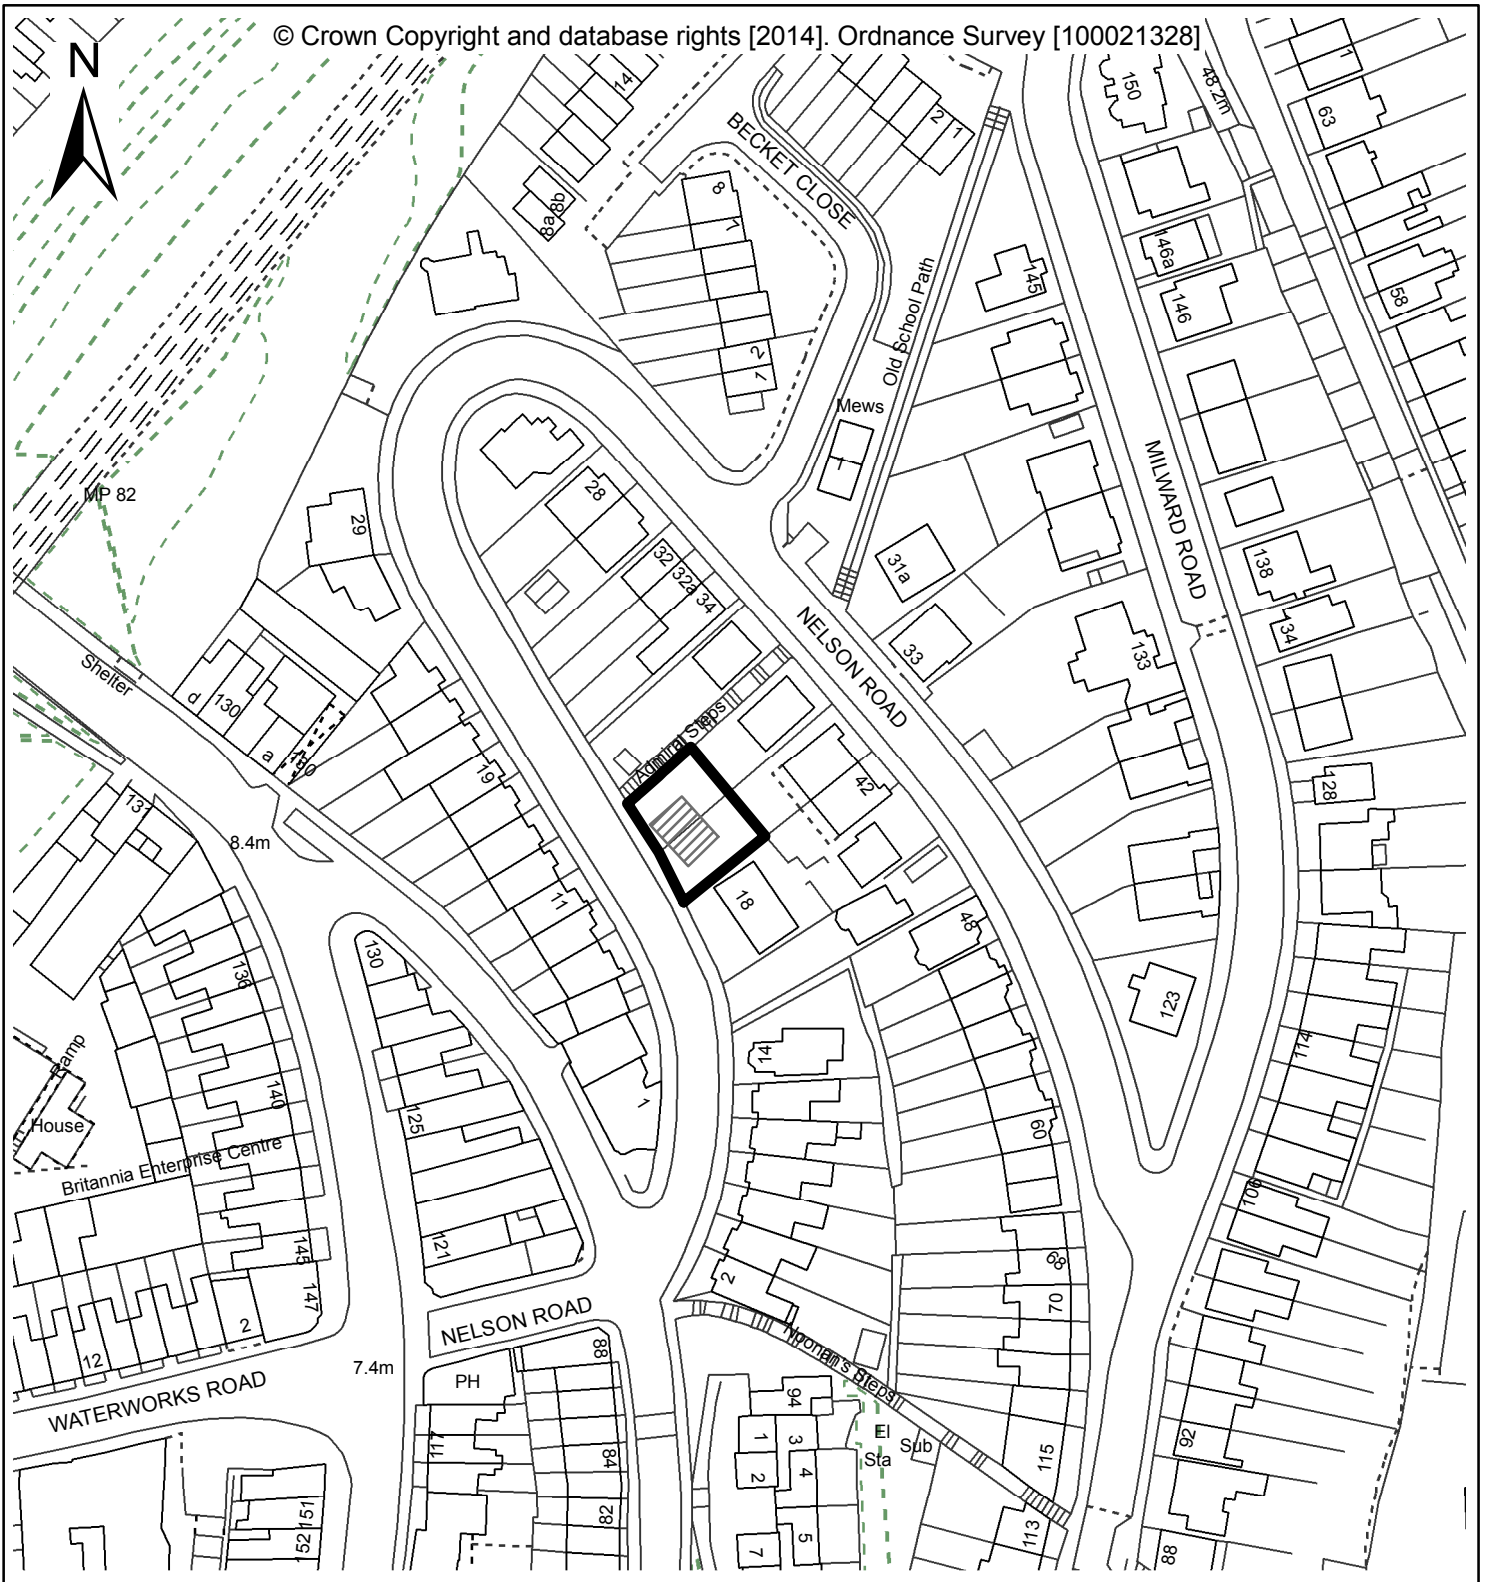 © Crown Copyright and database rights [2014]. Ordnance Survey [100021328]
N
14
BECKET CLOSE
2
1
150
48.2m
1
63
8a
8b
8
7
146a
145
146
58
Old School Path
2
1
Mews
1
MILWARD ROAD
MP 82
29
28
32
32a
34
31a
33
138
134
133
NELSON ROAD
Shelter
d
130
a
180
19
Admiral Steps
42
128
131
8.4m
18
11
48
130
136
123
114
14
Ramp
House
140
125
1
60
Britannia Enterprise Centre
106
121
145
147
2
68
70
NELSON ROAD
Noonan's Steps
2
12
WATERWORKS ROAD
7.4m
PH
88
94
El
Sub
Sta
117
84
1
3
2
4
115
92
82
5
7
113
88
151
152